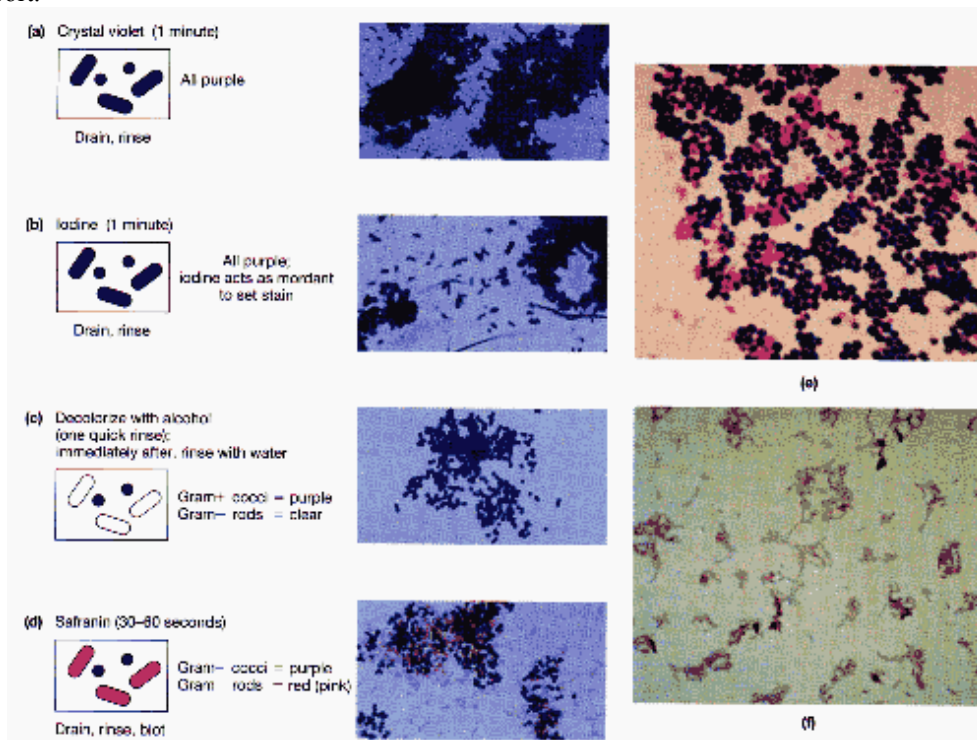 (a) Crystal violet (1 minute)
All purple
Drain, rinse
(b) Iodine (1 minute)
All purple;
iodine acts as mordant
to set stain
Drain, rinse
(c) Decolorize with alcohol
(one quick rinse);
immediately after, rinse with water
Gram+ cocci = purple
Gram− rods = clear
(d) Safranin (30–60 seconds)
Gram− cocci = purple
Gram rods = red (pink)
Drain, rinse, blot
(e)
(f)